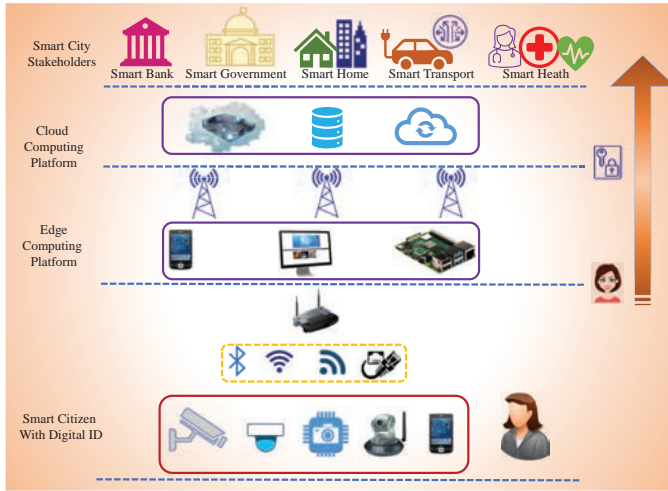 Smart City
Stakeholders
Smart Bank
Smart Government
Smart Home
Smart Transport
Smart Heath
Cloud
Computing
Platform
Edge
Computing
Platform
Smart Citizen
With Digital ID